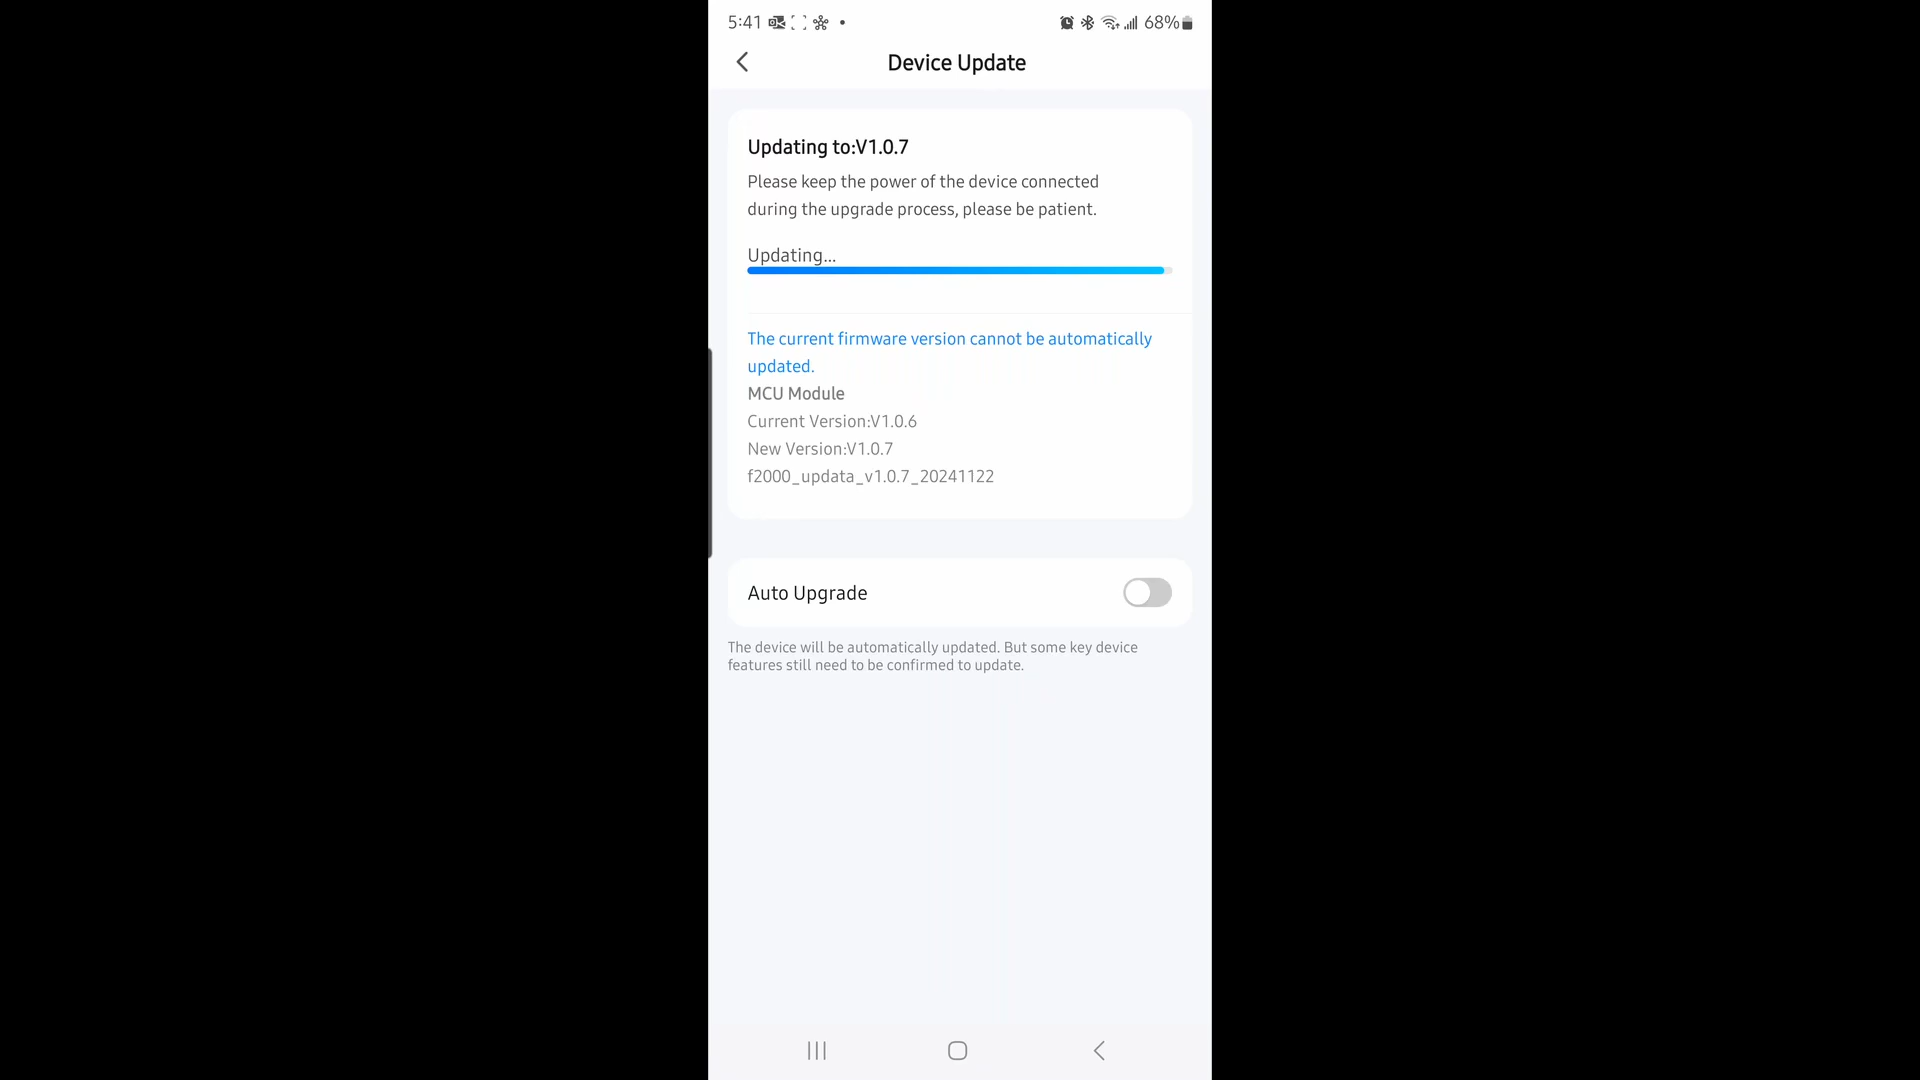 5:41 68%
Device Update
Updating to:V1.0.7
Please keep the power of the device connected
during the upgrade process, please be patient.
Updating...
The current firmware version cannot be automatically
updated.
MCU Module
Current Version:V1.0.6
New Version:V1.0.7
f2000_updata_v1.0.7_20241122
Auto Upgrade
The device will be automatically updated. But some key device
features still need to be confirmed to update.